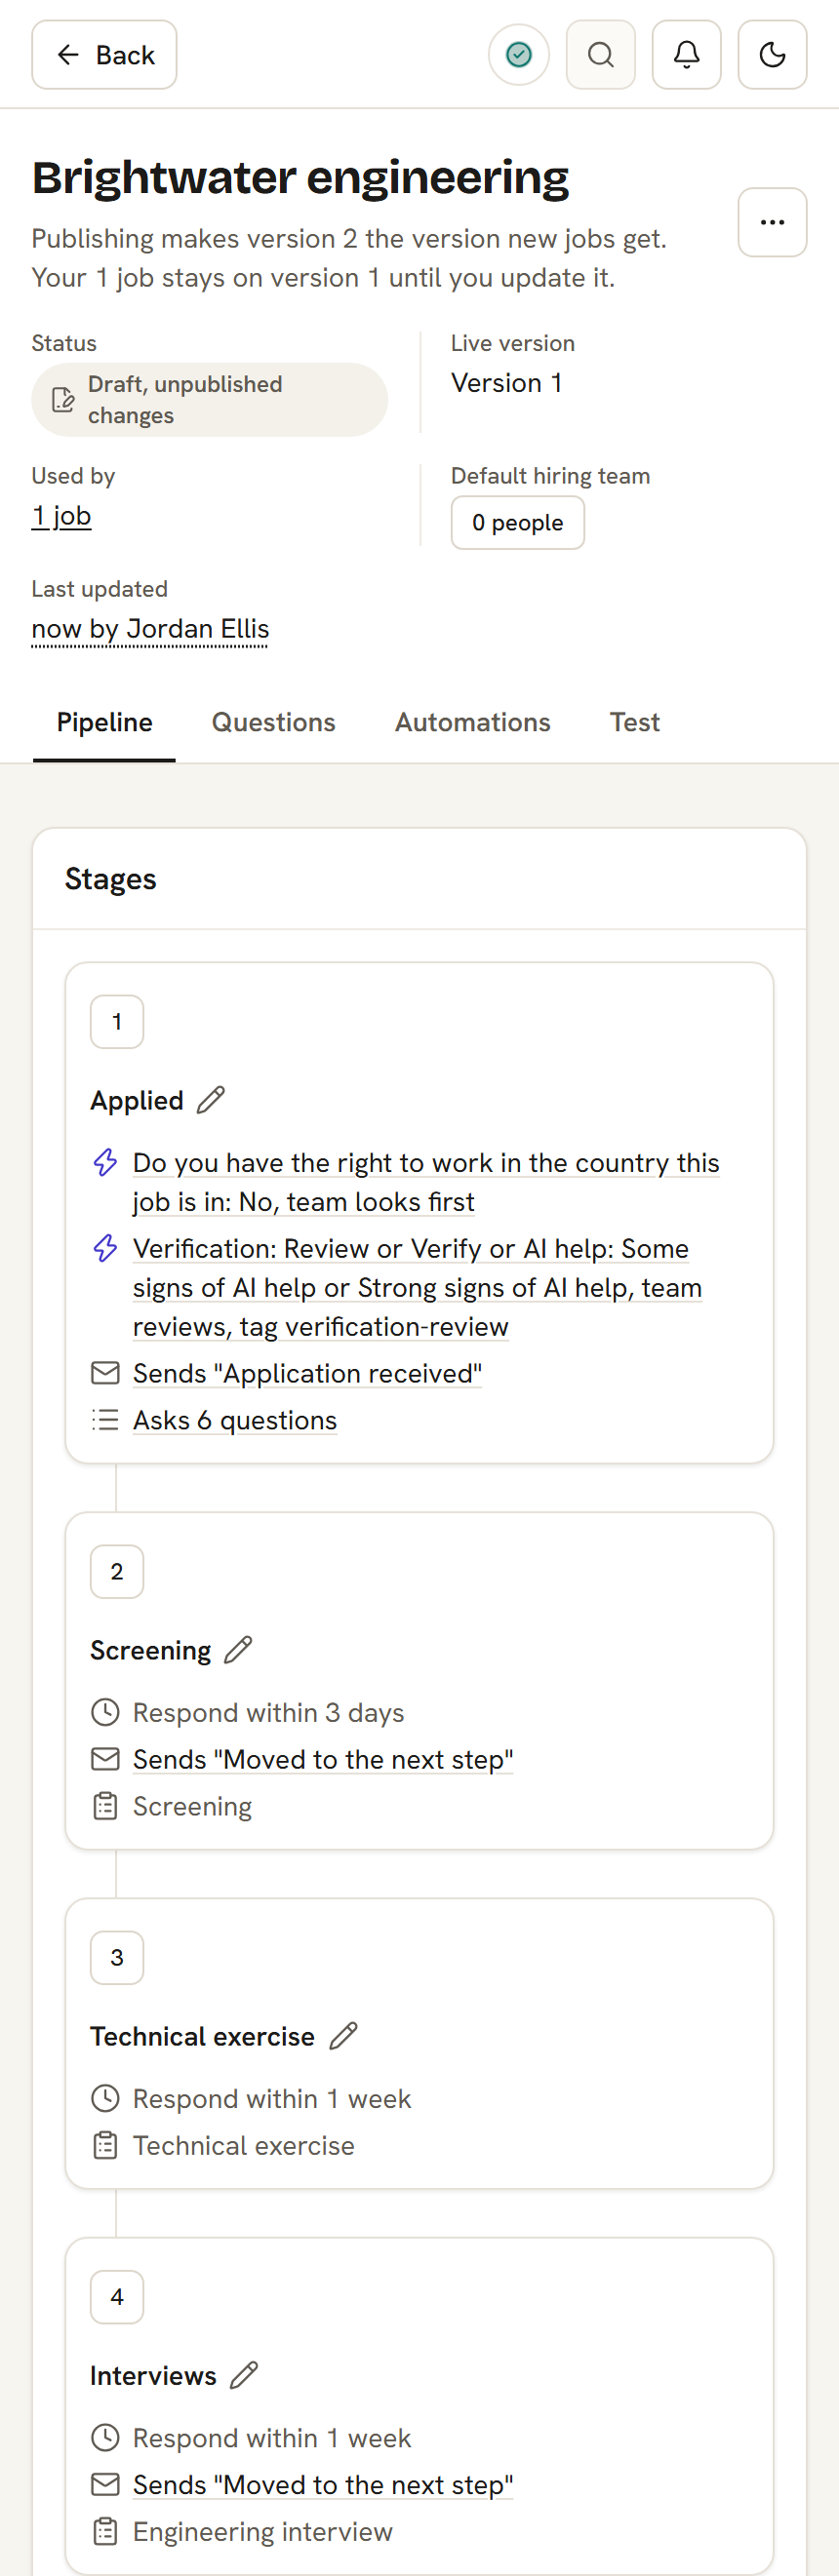 Back
Brightwater engineering
Publishing makes version 2 the version new jobs get.
Your 1 job stays on version 1 until you update it.
Status
Draft, unpublished
changes
Live version
Version 1
Used by
1 job
Default hiring team
0 people
Last updated
now by Jordan Ellis
Pipeline
Questions
Automations
Test
Stages
1
Applied
Do you have the right to work in the country this
job is in: No, team looks first
Verification: Review or Verify or AI help: Some
signs of AI help or Strong signs of AI help, team
reviews, tag verification-review
Sends "Application received"
Asks 6 questions
2
Screening
Respond within 3 days
Sends "Moved to the next step"
Screening
3
Technical exercise
Respond within 1 week
Technical exercise
4
Interviews
Respond within 1 week
Sends "Moved to the next step"
Engineering interview